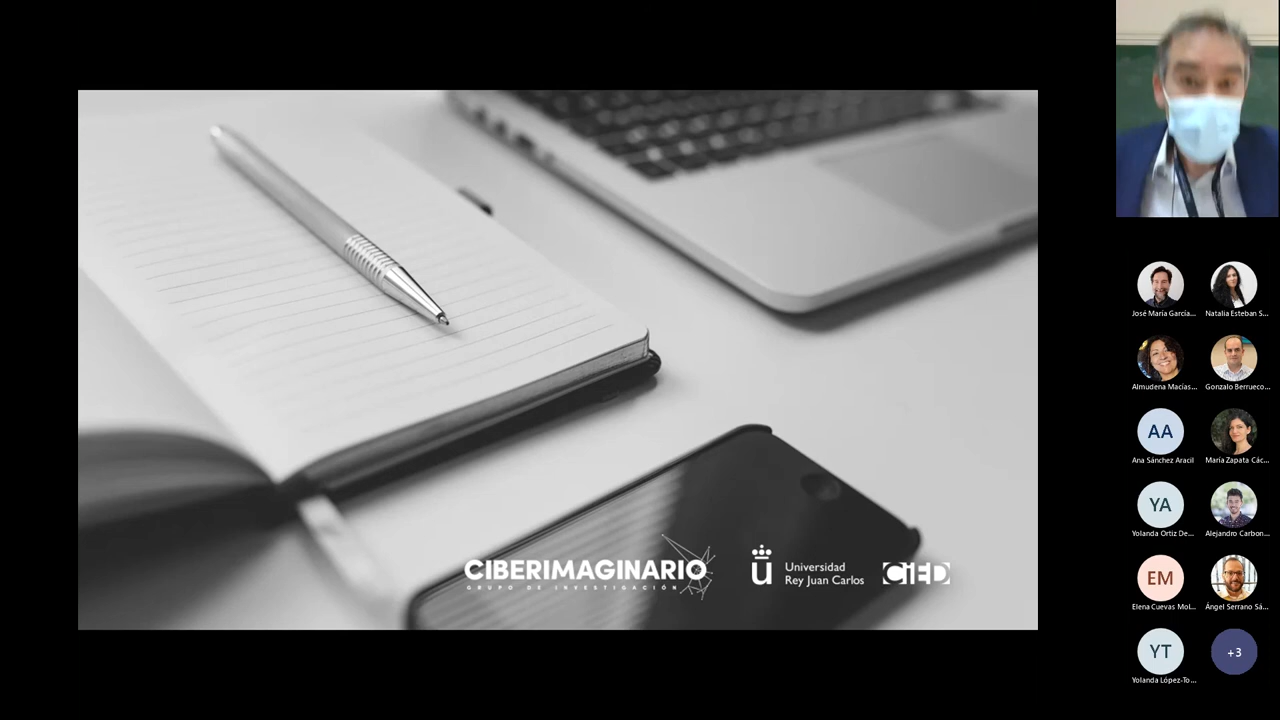 CIBERIMAGINARIO
GRUPO DE INVESTIGACIÓN
ü Universidad
Rey Juan Carlos
CiED
José María García...
Natalia Esteban S...
Almudena Macías...
Gonzalo Berrueco...
AA
Ana Sánchez Aracil
María Zapata Các...
YA
Yolanda Ortiz De...
Alejandro Carbon...
EM
Elena Cuevas Mol...
Ángel Serrano Sá...
YT
Yolanda López-To...
+3